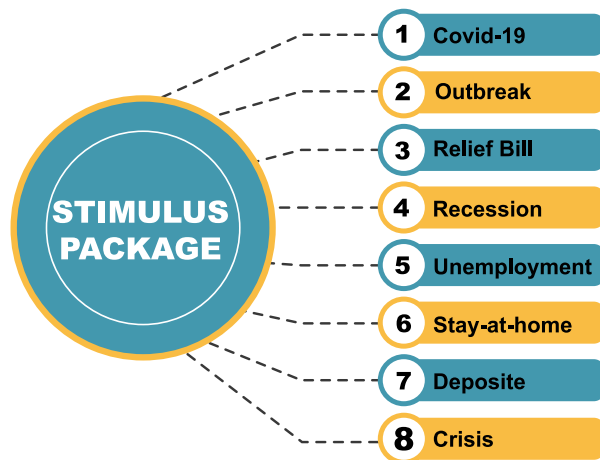 STIMULUS
PACKAGE
1 Covid-19
2 Outbreak
3 Relief Bill
4 Recession
5 Unemployment
6 Stay-at-home
7 Deposite
8 Crisis